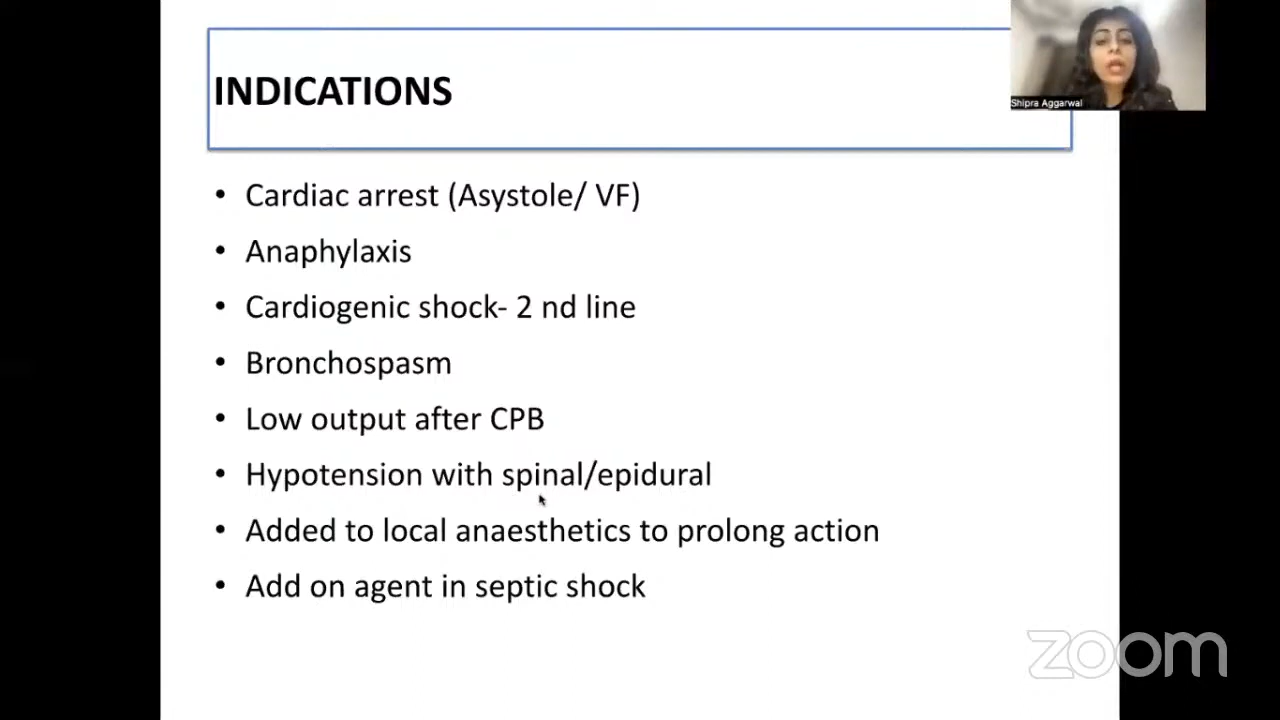 INDICATIONS
Shipra Aggarwal
• Cardiac arrest (Asystole/ VF)
• Anaphylaxis
• Cardiogenic shock- 2 nd line
• Bronchospasm
• Low output after CPB
• Hypotension with spinal/epidural
• Added to local anaesthetics to prolong action
• Add on agent in septic shock
zoom